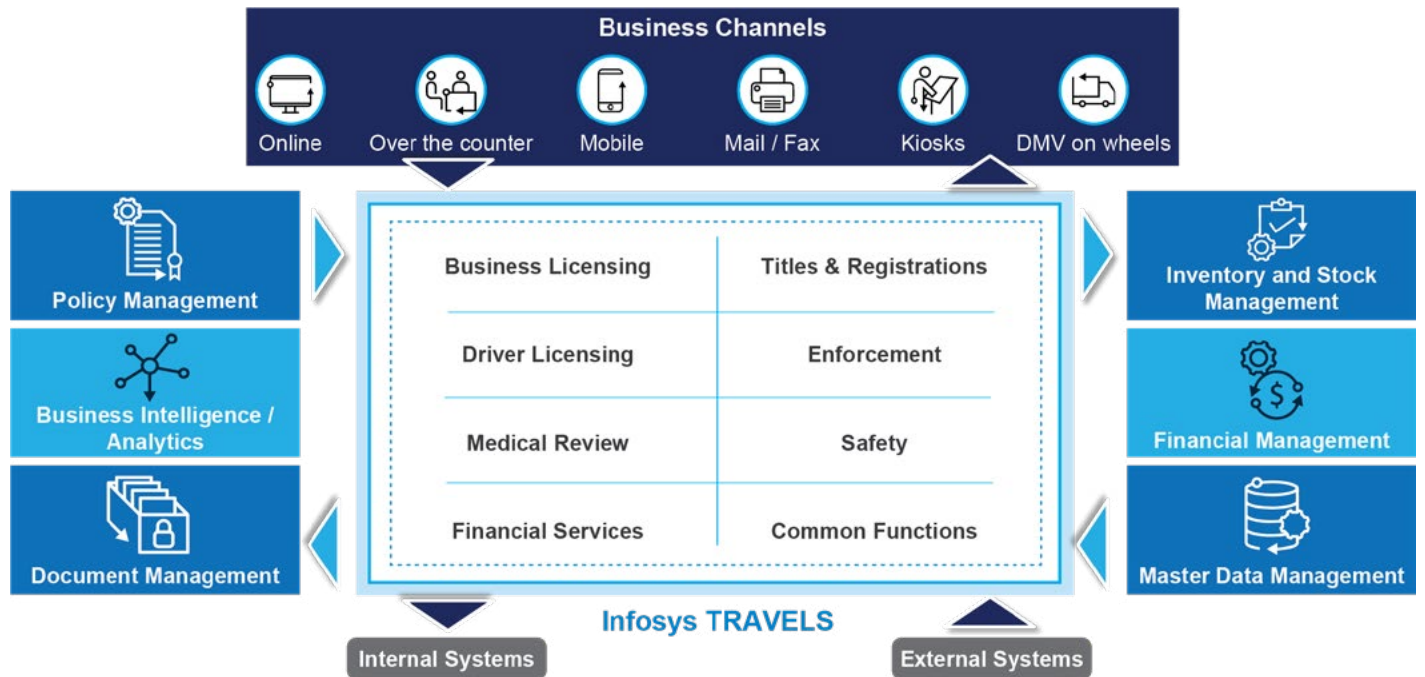 Business Channels
Online
Over the counter
Mobile
Mail / Fax
Kiosks
DMV on wheels
Policy Management
Business Intelligence /
Analytics
Document Management
Business Licensing
Titles & Registrations
Driver Licensing
Enforcement
Medical Review
Safety
Financial Services
Common Functions
Inventory and Stock
Management
$
Financial Management
Master Data Management
Infosys TRAVELS
Internal Systems
External Systems